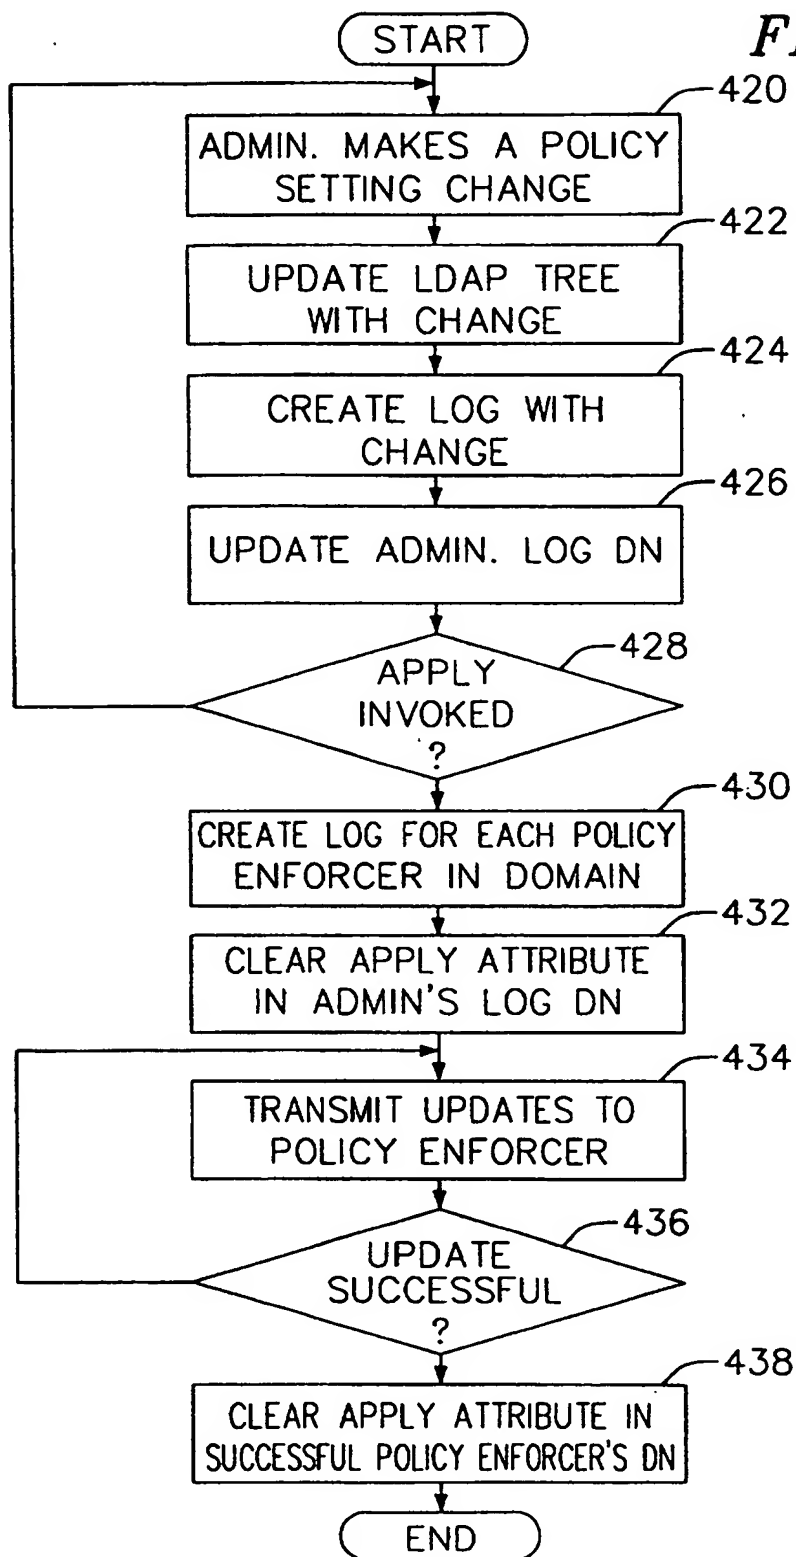 START
420
ADMIN. MAKES A POLICY
SETTING CHANGE
422
UPDATE LDAP TREE
WITH CHANGE
424
CREATE LOG WITH
CHANGE
426
UPDATE ADMIN. LOG DN
428
APPLY
INVOKED
?
430
CREATE LOG FOR EACH POLICY
ENFORCER IN DOMAIN
432
CLEAR APPLY ATTRIBUTE
IN ADMIN'S LOG DN
434
TRANSMIT UPDATES TO
POLICY ENFORCER
436
UPDATE
SUCCESSFUL
?
438
CLEAR APPLY ATTRIBUTE IN
SUCCESSFUL POLICY ENFORCER'S DN
END